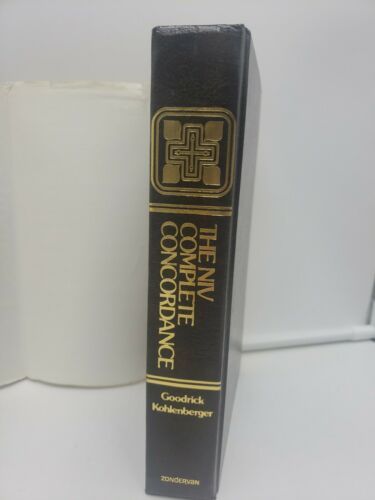 THE NIV
COMPLETE
CONCORDANCE
Goodrick
Kohlenberger
ZONDERVAN